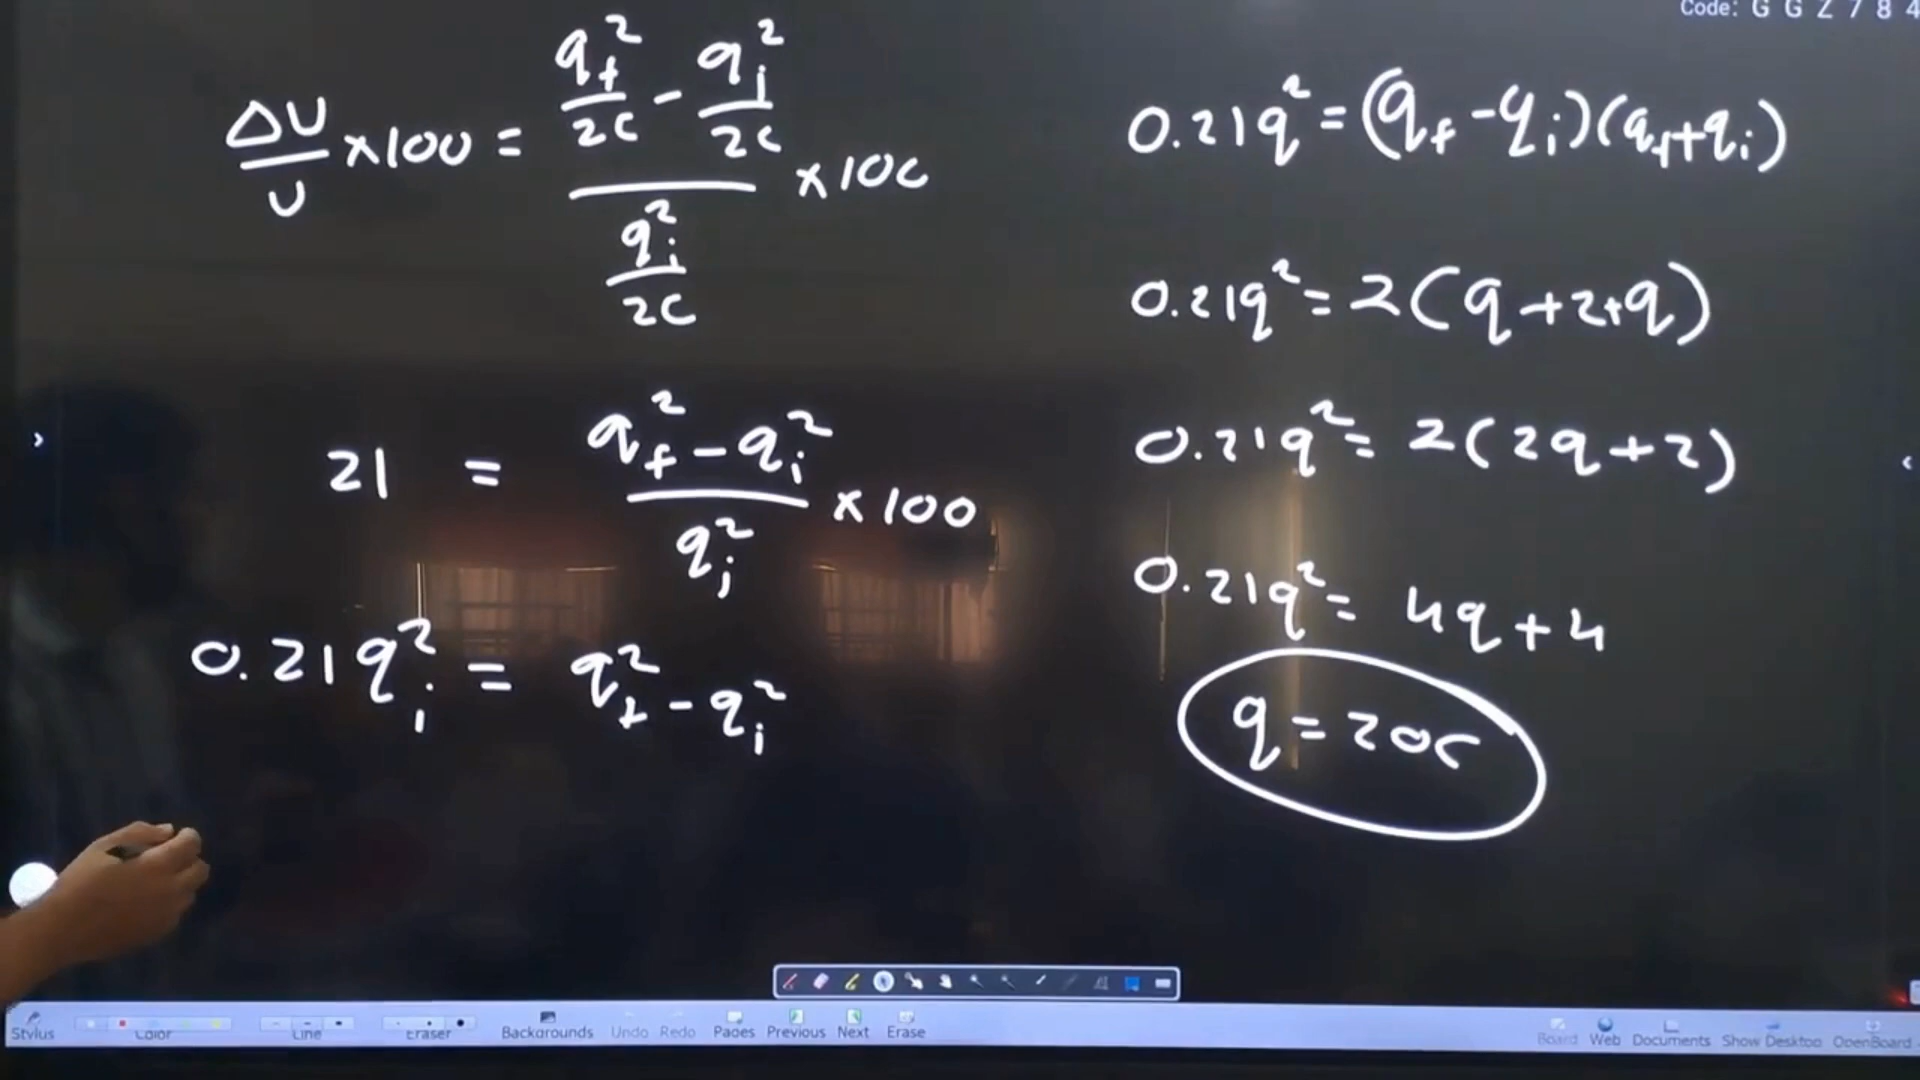 Code: G G Z 7 8 4
ΔU/U ×100 = (q_f²/2C - q_i²/2C)/(q_i²/2C) ×100
21 = (q_f² - q_i²)/q_i² × 100
0.21 q_i² = q_f² - q_i²
0.21q² = (q_f - q_i)(q_f + q_i)
0.21q² = 2(q+2+q)
0.21q² = 2(2q+2)
0.21q² = 4q+4
q = 20C
Stylus Color Line Eraser Backgrounds Undo Redo Pages Previous Next Erase Board Web Documents Show Desktop OpenBoard